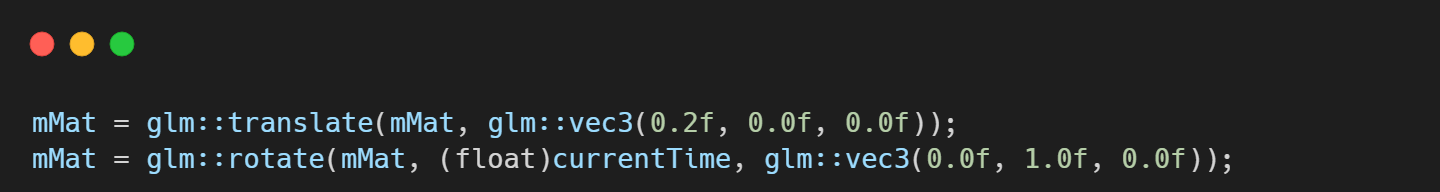 mMat = glm::translate(mMat, glm::vec3(0.2f, 0.0f, 0.0f));
mMat = glm::rotate(mMat, (float)currentTime, glm::vec3(0.0f, 1.0f, 0.0f));